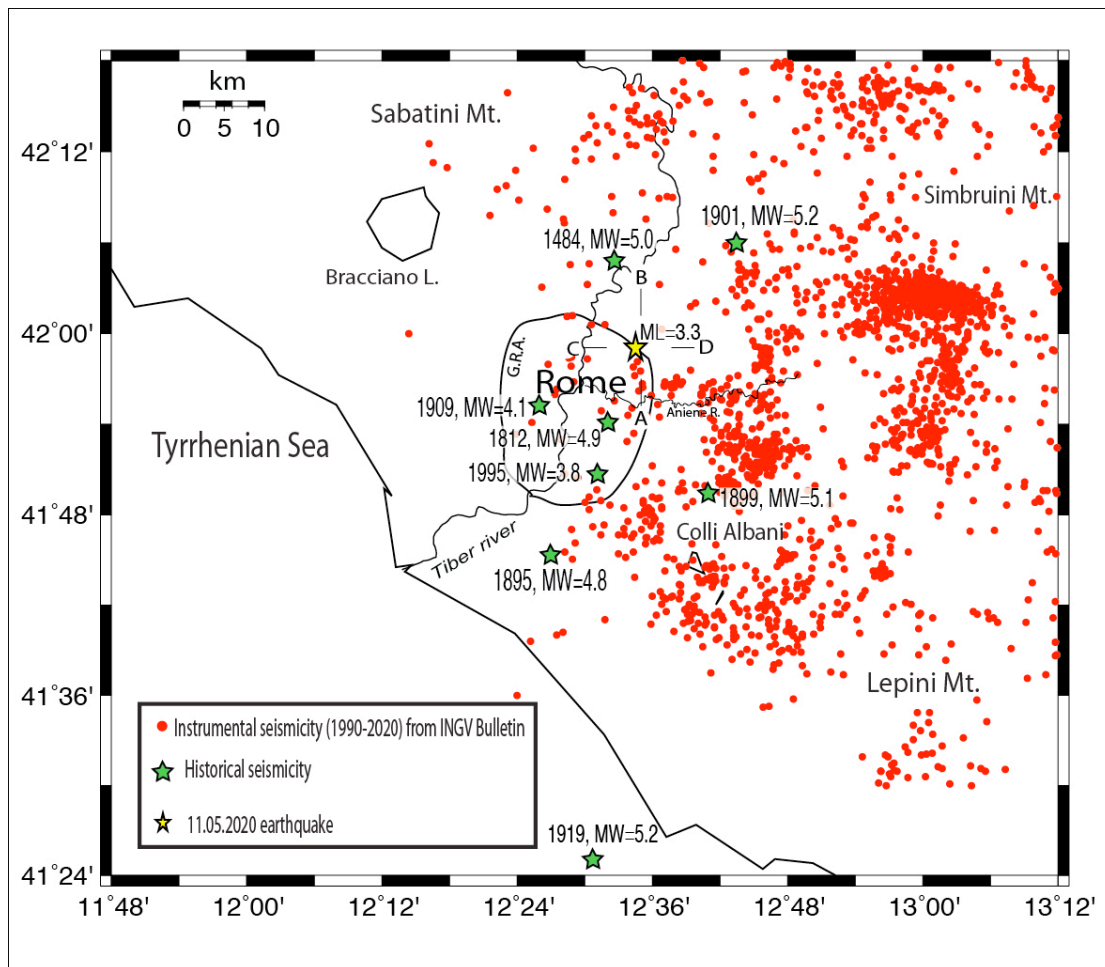 km
0 5 10
Sabatini Mt.
42°12'
Simbruini Mt.
1901, MW=5.2
1484, MW=5.0
Bracciano L.
B
42°00'
ML=3.3
C
D
G.R.A.
Rome
1909, MW=4.1
A
Aniene R.
1812, MW=4.9
Tyrrhenian Sea
1995, MW=3.8
1899, MW=5.1
41°48'
Colli Albani
Tiber river
1895, MW=4.8
Lepini Mt.
41°36'
Instrumental seismicity (1990-2020) from INGV Bulletin
Historical seismicity
11.05.2020 earthquake
1919, MW=5.2
41°24'
11°48' 12°00' 12°24' 12°36' 12°48' 13°00' 13°12'